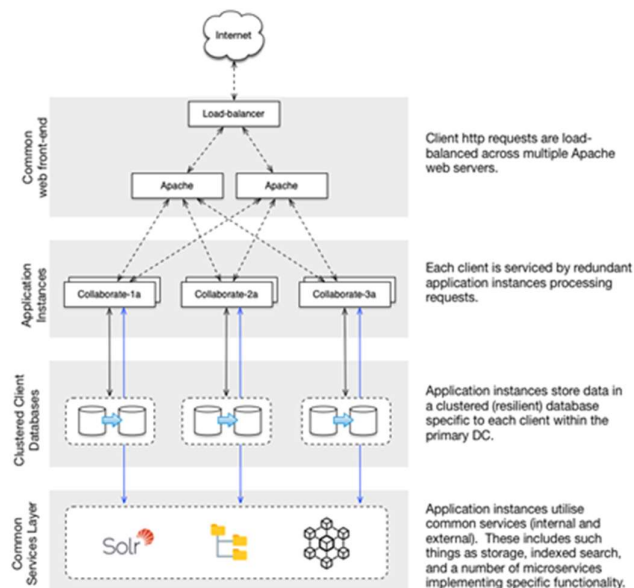 Internet
Common
web front-end
Load-balancer
Apache
Apache
Client http requests are load-
balanced across multiple Apache
web servers.
Application
Instances
Collaborate-1a
Collaborate-2a
Collaborate-3a
Each client is serviced by redundant
application instances processing
requests.
Clustered Client
Databases
Application instances store data in
a clustered (resilient) database
specific to each client within the
primary DC.
Common
Services Layer
Solr
Application instances utilise
common services (internal and
external). These includes such
things as storage, indexed search,
and a number of microservices
implementing specific functionality.